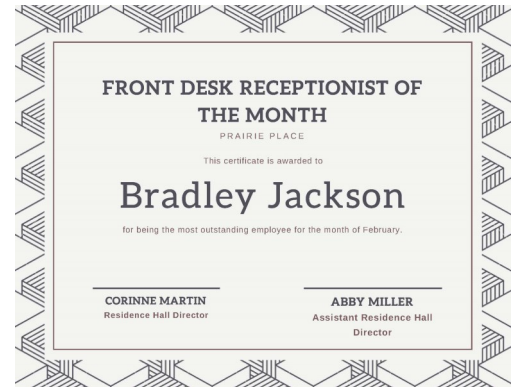 FRONT DESK RECEPTIONIST OF
THE MONTH
PRAIRIE PLACE
This certificate is awarded to
Bradley Jackson
for being the most outstanding employee for the month of February.
CORINNE MARTIN
Residence Hall Director
ABBY MILLER
Assistant Residence Hall
Director